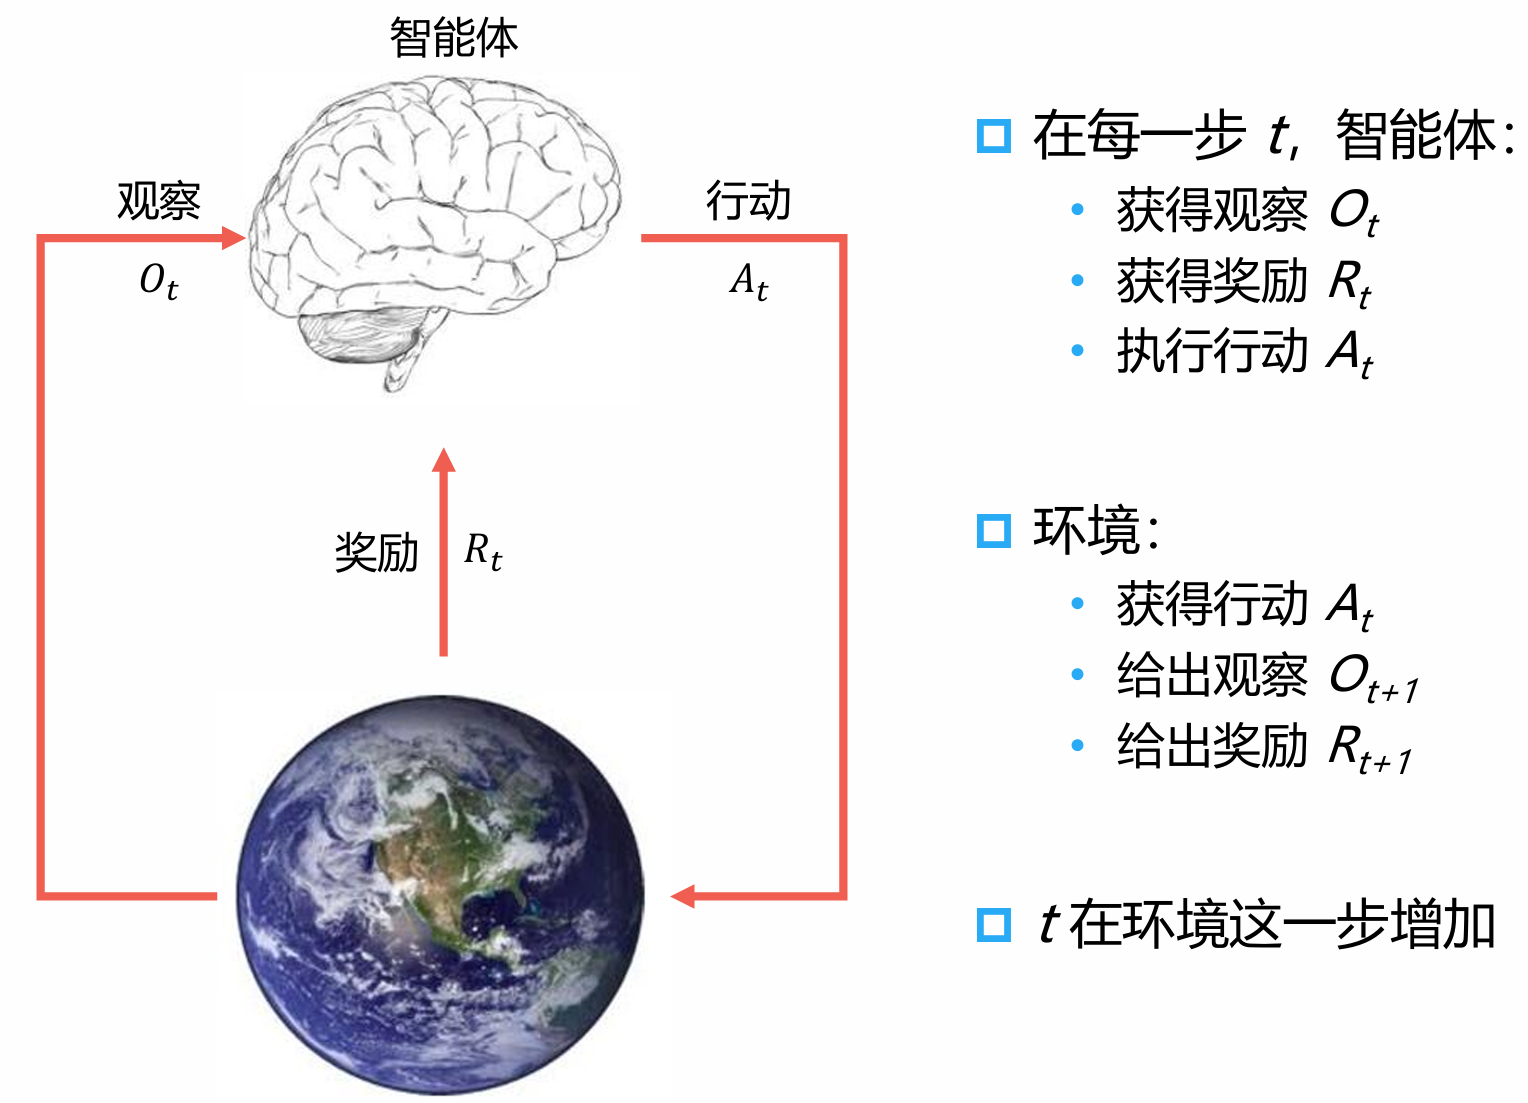 智能体
观察
O_t
行动
A_t
奖励 R_t
在每一步 t，智能体：
获得观察 O_t
获得奖励 R_t
执行行动 A_t
环境：
获得行动 A_t
给出观察 O_{t+1}
给出奖励 R_{t+1}
t 在环境这一步增加